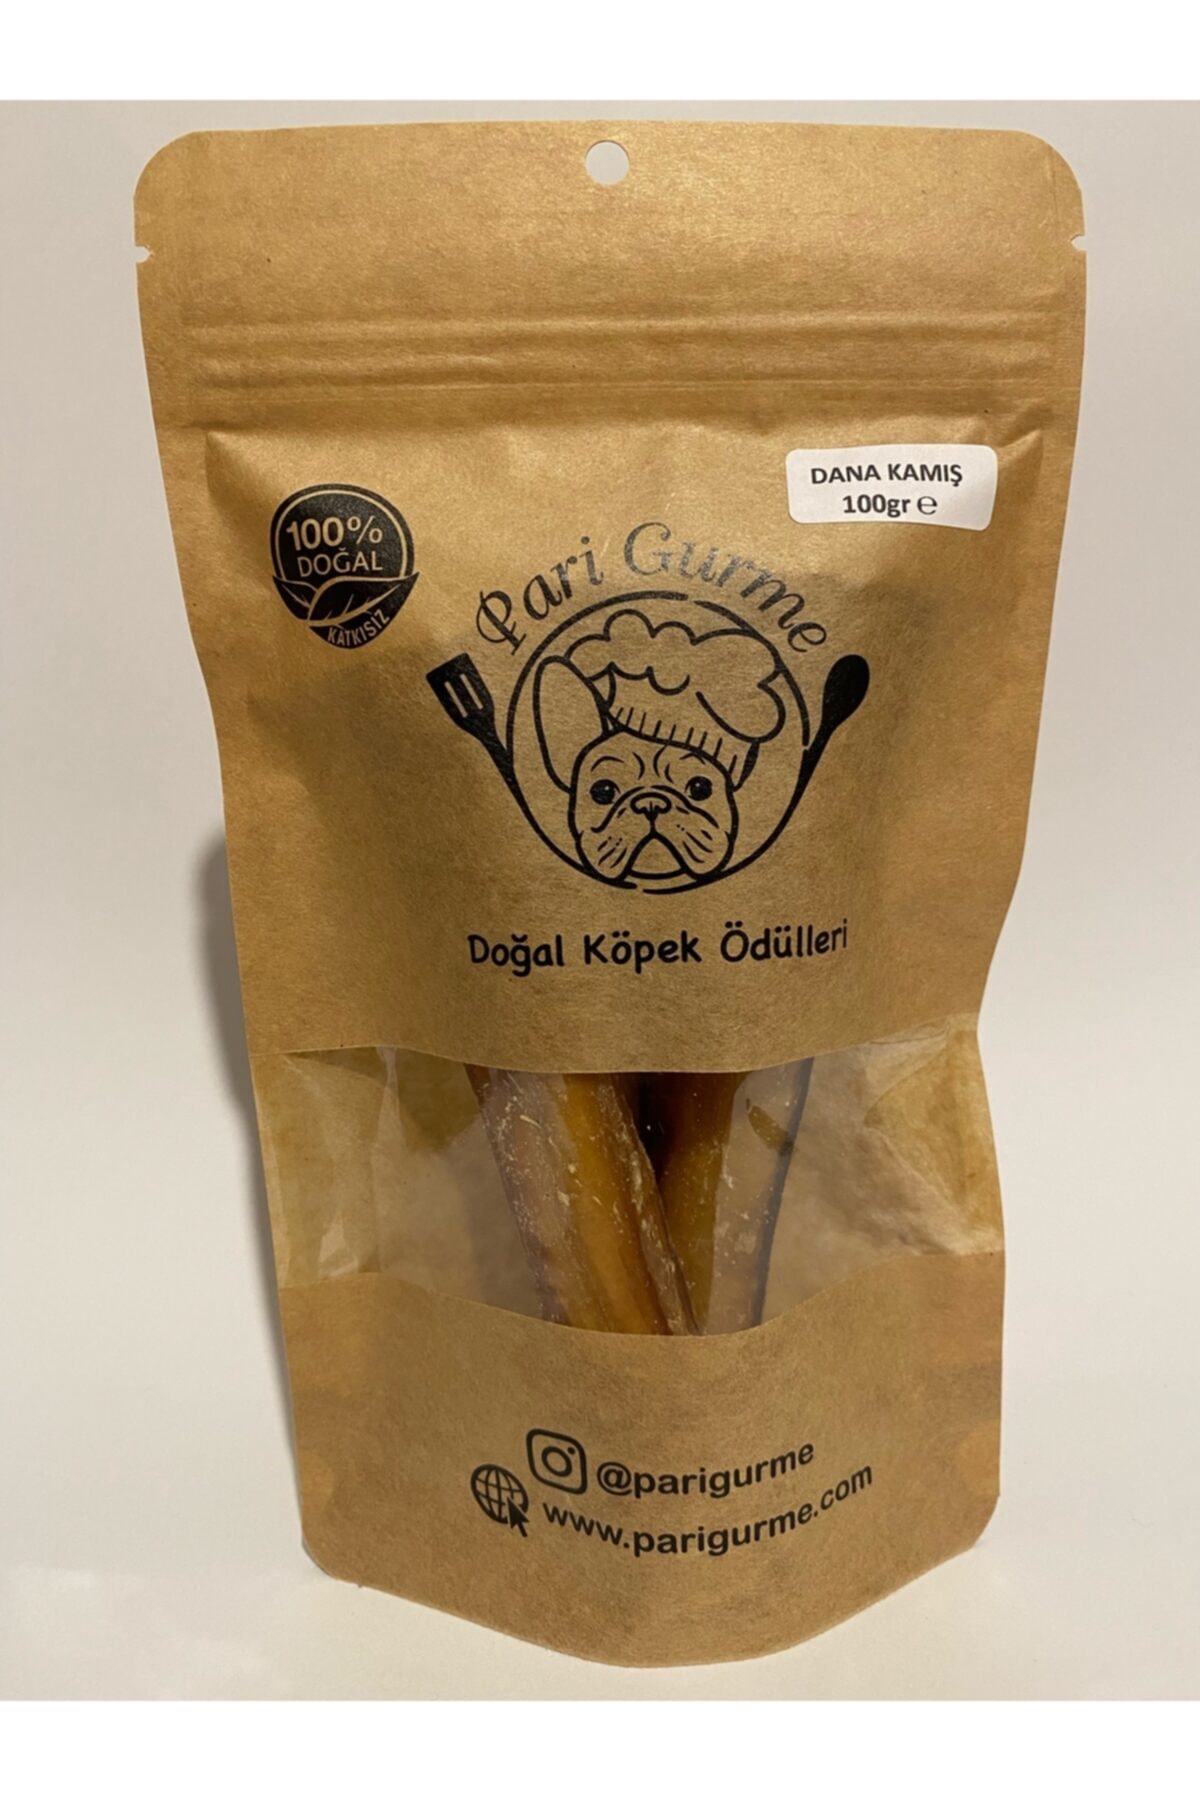 DANA KAMIŞ
100gr ℮
100%
DOĞAL
KATKISIZ
Pari Gurme
Doğal Köpek Ödülleri
@parigurme
www.parigurme.com